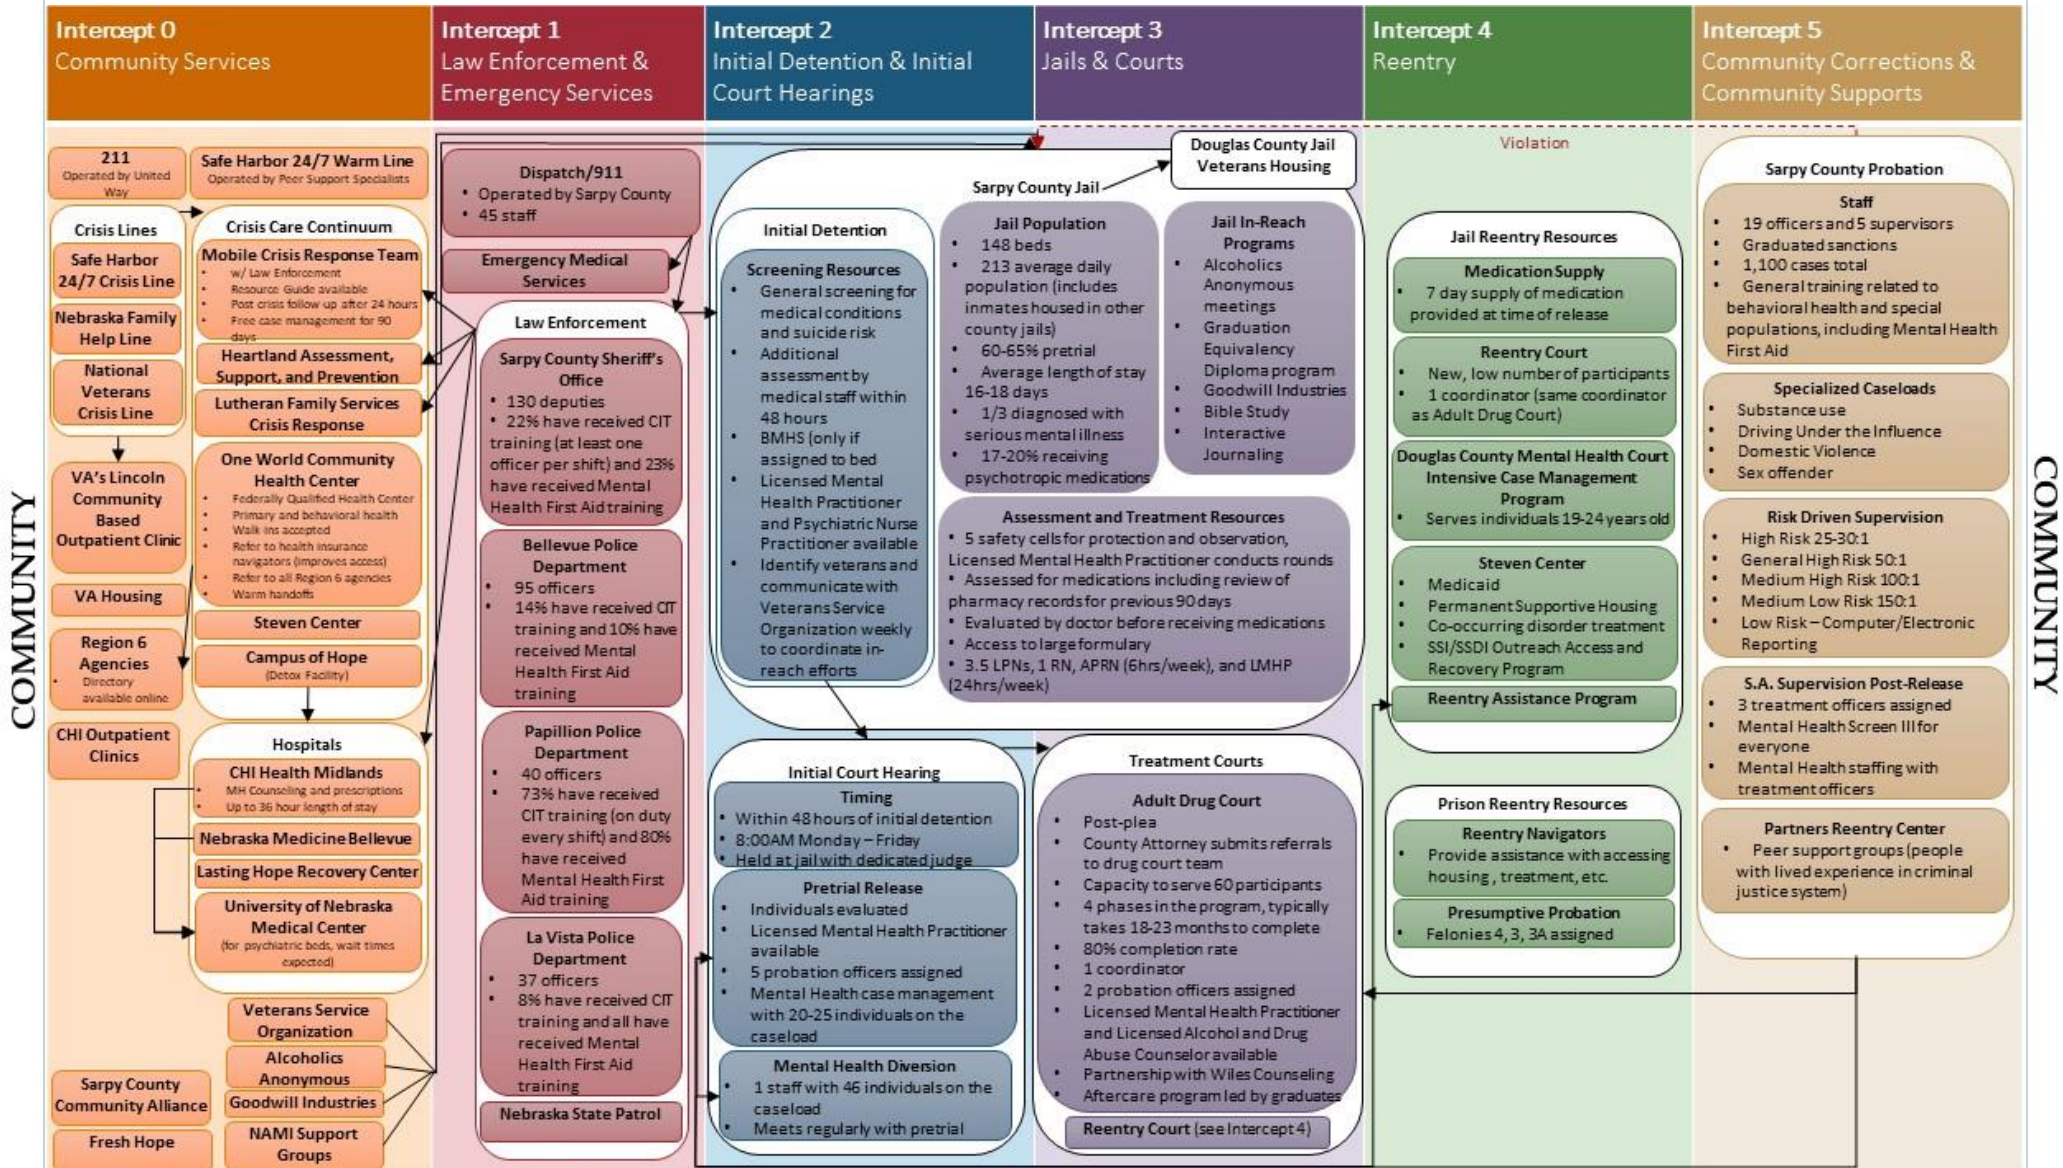 Intercept 0
Community Services
Intercept 1
Law Enforcement &
Emergency Services
Intercept 2
Initial Detention & Initial
Court Hearings
Intercept 3
Jails & Courts
Intercept 4
Reentry
Intercept 5
Community Corrections &
Community Supports
COMMUNITY
211
Operated by United
Way
Safe Harbor 24/7 Warm Line
Operated by Peer Support Specialists
Crisis Lines
Safe Harbor
24/7 Crisis Line
Nebraska Family
Help Line
National
Veterans
Crisis Line
VA's Lincoln
Community
Based
Outpatient Clinic
VA Housing
Region 6
Agencies
• Directory
available online
CHI Outpatient
Clinics
Crisis Care Continuum
Mobile Crisis Response Team
• w/ Law Enforcement
• Resource Guide available
• Post crisis follow up after 24 hours
• Free case management for 90
days
Heartland Assessment,
Support, and Prevention
Lutheran Family Services
Crisis Response
One World Community
Health Center
• Federally Qualified Health Center
• Primary and behavioral health
• Walk-ins accepted
• Refer to health insurance
navigators (improves access)
• Refer to all Region 6 agencies
• Warm handoffs
Steven Center
Campus of Hope
(Detox Facility)
Hospitals
CHI Health Midlands
• MH Counseling and prescriptions
• Up to 36 hour length of stay
Nebraska Medicine Bellevue
Lasting Hope Recovery Center
University of Nebraska
Medical Center
(for psychiatric beds, wait times
expected)
Veterans Service
Organization
Alcoholics
Anonymous
Goodwill Industries
NAMI Support
Groups
Sarpy County
Community Alliance
Fresh Hope
Dispatch/911
• Operated by Sarpy County
• 45 staff
Emergency Medical
Services
Law Enforcement
Sarpy County Sheriff's
Office
• 130 deputies
• 22% have received CIT
training (at least one
officer per shift) and 23%
have received Mental
Health First Aid training
Bellevue Police
Department
• 95 officers
• 14% have received CIT
training and 10% have
received Mental
Health First Aid
training
Papillion Police
Department
• 40 officers
• 73% have received
CIT training (on duty
every shift) and 80%
have received
Mental Health First
Aid training
La Vista Police
Department
• 37 officers
• 8% have received CIT
training and all have
received Mental
Health First Aid
training
Nebraska State Patrol
Initial Detention
Screening Resources
• General screening for
medical conditions
and suicide risk
• Additional
assessment by
medical staff within
48 hours
• BMHS (only if
assigned to bed
• Licensed Mental
Health Practitioner
and Psychiatric Nurse
Practitioner available
• Identify veterans and
communicate with
Veterans Service
Organization weekly
to coordinate in-
reach efforts
Initial Court Hearing
Timing
• Within 48 hours of initial detention
• 8:00AM Monday – Friday
• Held at jail with dedicated judge
Pretrial Release
• Individuals evaluated
• Licensed Mental Health Practitioner
available
• 5 probation officers assigned
• Mental Health case management
with 20-25 individuals on the
caseload
Mental Health Diversion
• 1 staff with 46 individuals on the
caseload
• Meets regularly with pretrial
Sarpy County Jail
Douglas County Jail
Veterans Housing
Jail Population
• 148 beds
• 213 average daily
population (includes
inmates housed in other
county jails)
• 60-65% pretrial
• Average length of stay
16-18 days
• 1/3 diagnosed with
serious mental illness
• 17-20% receiving
psychotropic medications
Jail In-Reach
Programs
• Alcoholics
Anonymous
meetings
• Graduation
Equivalency
Diploma program
• Goodwill Industries
• Bible Study
• Interactive
Journaling
Assessment and Treatment Resources
• 5 safety cells for protection and observation,
Licensed Mental Health Practitioner conducts rounds
• Assessed for medications including review of
pharmacy records for previous 90 days
• Evaluated by doctor before receiving medications
• Access to large formulary
• 3.5 LPNs, 1 RN, APRN (6hrs/week), and LMHP
(24hrs/week)
Treatment Courts
Adult Drug Court
• Post-plea
• County Attorney submits referrals
to drug court team
• Capacity to serve 60 participants
• 4 phases in the program, typically
takes 18-23 months to complete
• 80% completion rate
• 1 coordinator
• 2 probation officers assigned
• Licensed Mental Health Practitioner
and Licensed Alcohol and Drug
Abuse Counselor available
• Partnership with Wiles Counseling
• Aftercare program led by graduates
Reentry Court (see Intercept 4)
Violation
Jail Reentry Resources
Medication Supply
• 7 day supply of medication
provided at time of release
Reentry Court
• New, low number of participants
• 1 coordinator (same coordinator
as Adult Drug Court)
Douglas County Mental Health Court
Intensive Case Management
Program
• Serves individuals 19-24 years old
Steven Center
• Medicaid
• Permanent Supportive Housing
• Co-occurring disorder treatment
• SSI/SSDI Outreach Access and
Recovery Program
Reentry Assistance Program
Prison Reentry Resources
Reentry Navigators
• Provide assistance with accessing
housing , treatment, etc.
Presumptive Probation
• Felonies 4, 3, 3A assigned
Sarpy County Probation
Staff
• 19 officers and 5 supervisors
• Graduated sanctions
• 1,100 cases total
• General training related to
behavioral health and special
populations, including Mental Health
First Aid
Specialized Caseloads
• Substance use
• Driving Under the Influence
• Domestic Violence
• Sex offender
Risk Driven Supervision
• High Risk 25-30:1
• General High Risk 50:1
• Medium High Risk 100:1
• Medium Low Risk 150:1
• Low Risk – Computer/Electronic
Reporting
S.A. Supervision Post-Release
• 3 treatment officers assigned
• Mental Health Screen III for
everyone
• Mental Health staffing with
treatment officers
Partners Reentry Center
• Peer support groups (people
with lived experience in criminal
justice system)
COMMUNITY